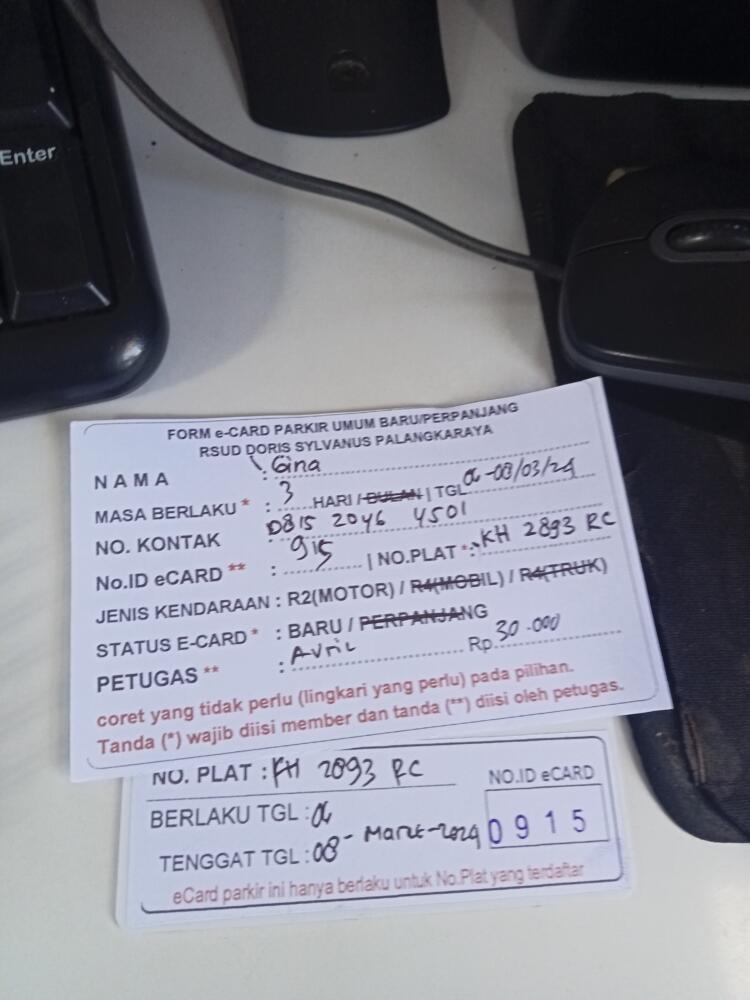 Enter
FORM e-CARD PARKIR UMUM BARU/PERPANJANG
RSUD DORIS SYLVANUS PALANGKARAYA
NAMA : Gina
MASA BERLAKU * : 3 HARI / BULAN | TGL 06-08/03/24
NO. KONTAK : 0815 2046 4501
No.ID eCARD ** : 915 | NO.PLAT *: KH 2893 RC
JENIS KENDARAAN : R2(MOTOR) / R4(MOBIL) / R4(TRUK)
STATUS E-CARD * : BARU / PERPANJANG
PETUGAS ** : Avril Rp. 30.000
coret yang tidak perlu (lingkari yang perlu) pada pilihan.
Tanda (*) wajib diisi member dan tanda (**) diisi oleh petugas.
NO. PLAT : KH 2893 RC
NO.ID eCARD
BERLAKU TGL : 06
0915
TENGGAT TGL : 08 - Maret-2024
eCard parkir ini hanya berlaku untuk No.Plat yang terdaftar